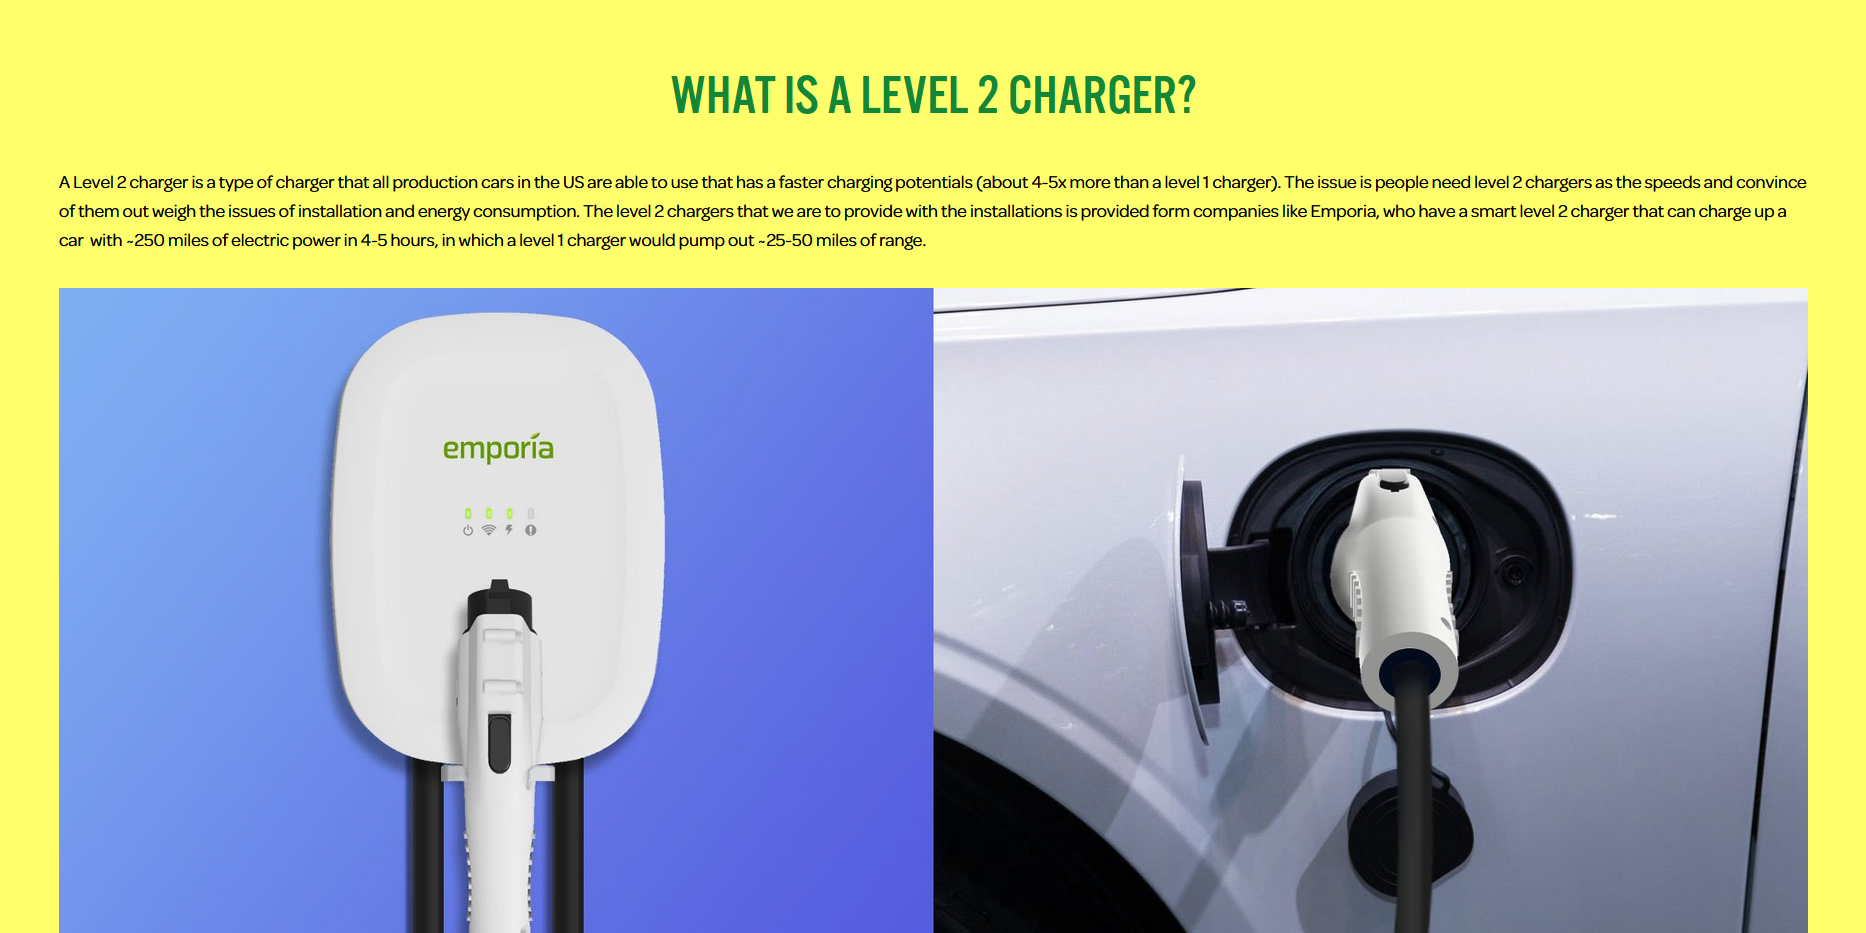 WHAT IS A LEVEL 2 CHARGER?
A Level 2 charger is a type of charger that all production cars in the US are able to use that has a faster charging potentials (about 4-5x more than a level 1 charger). The issue is people need level 2 chargers as the speeds and convince
of them out weigh the issues of installation and energy consumption. The level 2 chargers that we are to provide with the installations is provided form companies like Emporia, who have a smart level 2 charger that can charge up a
car with ~250 miles of electric power in 4-5 hours, in which a level 1 charger would pump out ~25-50 miles of range.
emporia